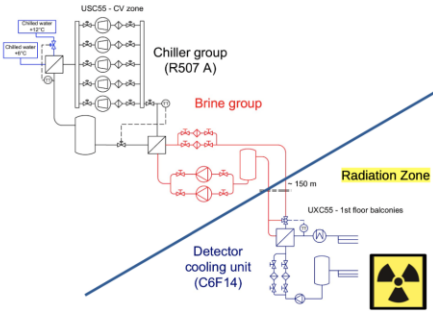 USC55 - CV zone
Chilled water
+12°C
Chilled water
+6°C
Chiller group
(R507 A)
Brine group
~ 150 m
Radiation Zone
UXC55 - 1st floor balconies
Detector
cooling unit
(C6F14)